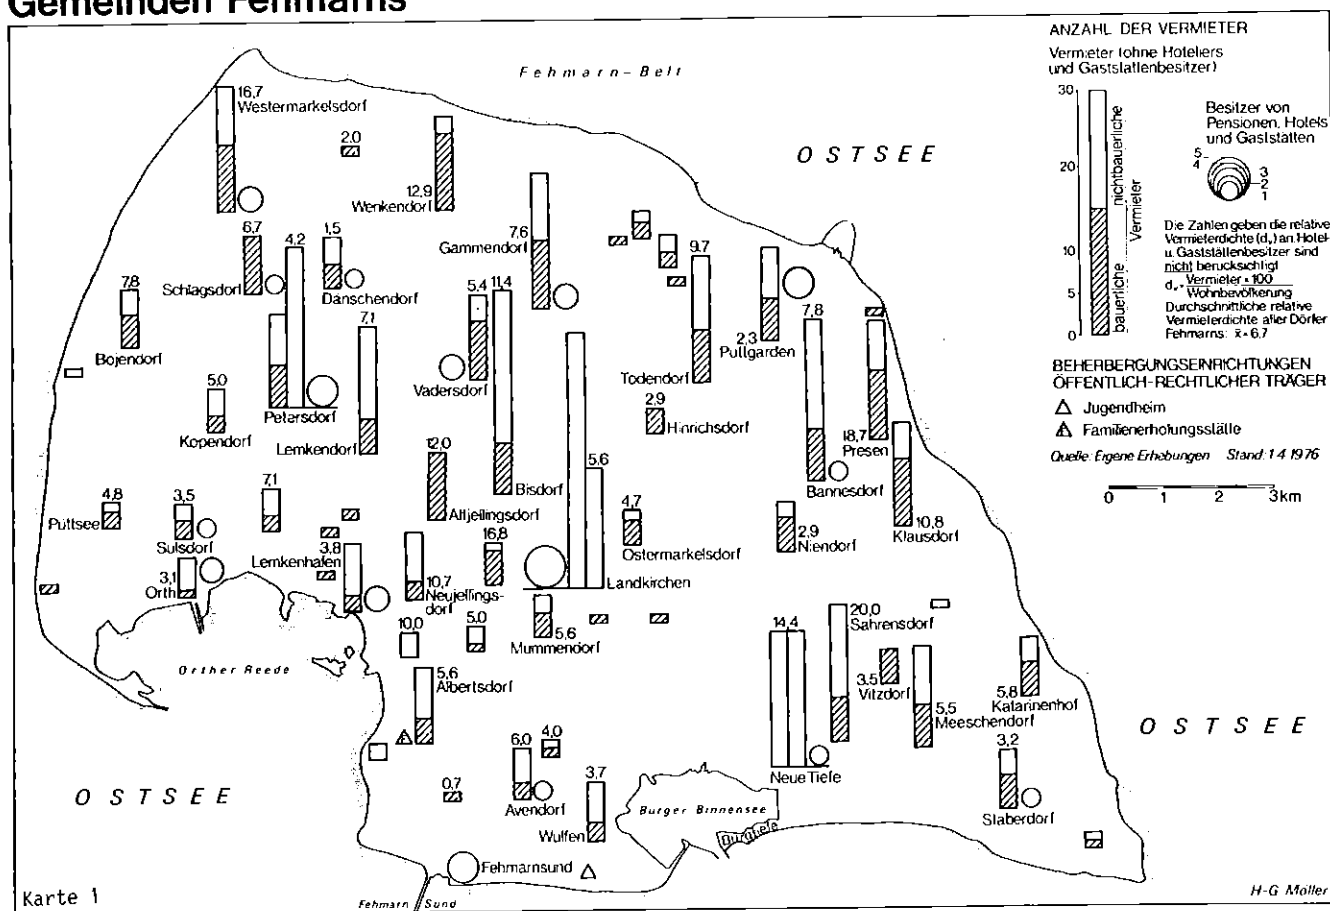 Gemeinden Fehmarns
ANZAHL DER VERMIETER
Vermieter (ohne Hoteliers
und Gaststättenbesitzer)
30
20
10
5
0
bäuerliche
nichtbäuerliche
Vermieter
Besitzer von
Pensionen, Hotels
und Gaststätten
5
4
3
2
1
Die Zahlen geben die relative
Vermieterdichte (dᵥ) an. Hotel-
u. Gaststättenbesitzer sind
nicht berücksichtigt
dᵥ = Vermieter × 100
Wohnbevölkerung
Durchschnittliche relative
Vermieterdichte aller Dörfer
Fehmarns: x̄ = 6,7
BEHERBERGUNGSEINRICHTUNGEN
ÖFFENTLICH-RECHTLICHER TRÄGER
Jugendheim
Familienerholungsstätte
Quelle: Eigene Erhebungen Stand: 1.4.1976
0 1 2 3km
Fehmarn-Belt
OSTSEE
16,7
Westermarkelsdorf
2,0
12,9
Wenkendorf
7,6
Gammendorf
6,7
Schlagsdorf
4,2
Petersdorf
1,5
Dänschendorf
7,8
Bojendorf
7,1
Lemkendorf
5,4
Vadersdorf
11,4
Bisdorf
9,7
Todendorf
2,3
Puttgarden
7,8
Bannesdorf
18,7
Presen
5,0
Kopendorf
2,9
Hinrichsdorf
12,0
Altjellingsdorf
5,6
Landkirchen
4,7
Ostermarkelsdorf
2,9
Niendorf
10,8
Klausdorf
4,8
Püttsee
3,5
Sulsdorf
7,1
3,1
Orth
3,8
Lemkenhafen
10,7
Neujellings-
dorf
16,8
5,6
Mummendorf
10,0
5,0
Orther Reede
5,6
Albertsdorf
14,4
Neue Tiefe
20,0
Sahrensdorf
3,5
Vitzdorf
5,5
Meeschendorf
5,8
Katarinenhof
OSTSEE
3,2
Staberdorf
OSTSEE
0,7
6,0
Avendorf
4,0
3,7
Wulfen
Burger Binnensee
Burgtiefe
Fehmarnsund
Fehmarn Sund
Karte 1
H-G Möller